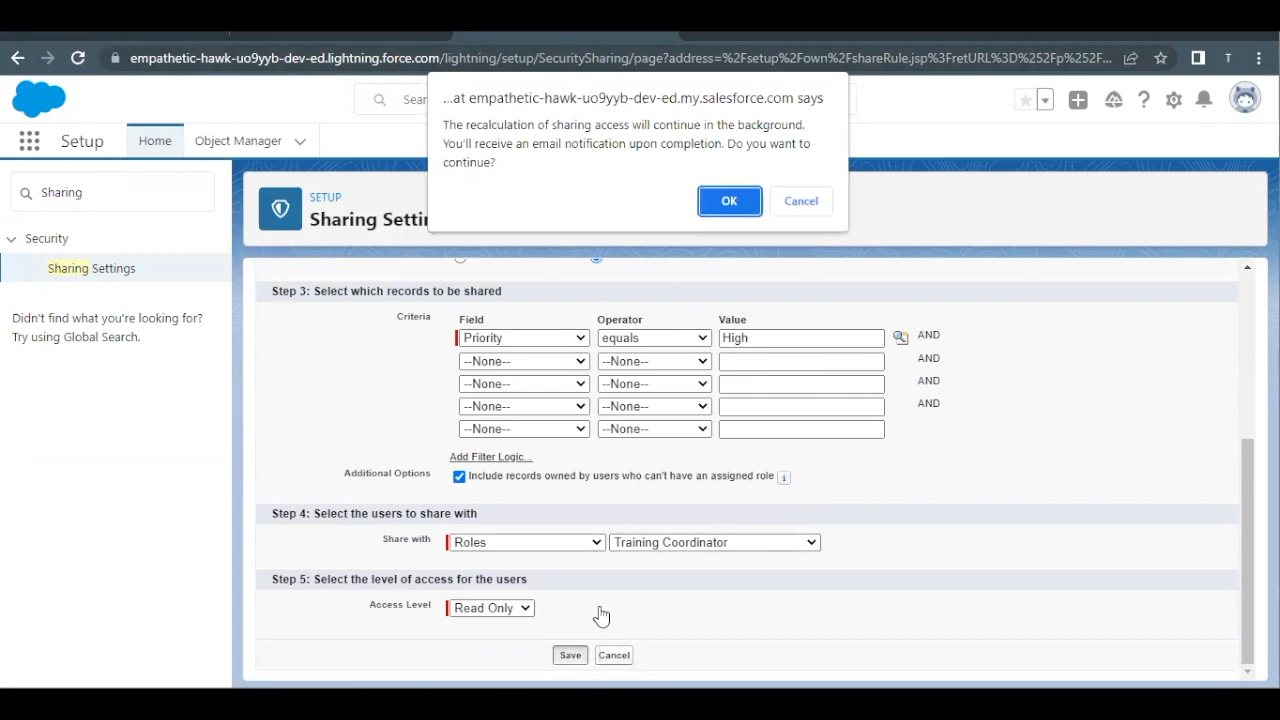 empathetic-hawk-uo9yyb-dev-ed.lightning.force.com/lightning/setup/SecuritySharing/page?address=%2Fsetup%2Fown%2FshareRule.jsp%3FretURL%3D%252Fp%252F...
T
...at empathetic-hawk-uo9yyb-dev-ed.my.salesforce.com says
The recalculation of sharing access will continue in the background.
You'll receive an email notification upon completion. Do you want to
continue?
OK
Cancel
Sear
Setup
Home
Object Manager
Sharing
Security
Sharing Settings
Didn't find what you're looking for?
Try using Global Search.
SETUP
Sharing Setti
Step 3: Select which records to be shared
Criteria
Field Operator Value
Priority equals High AND
--None-- --None-- AND
--None-- --None-- AND
--None-- --None-- AND
--None-- --None--
Add Filter Logic...
Additional Options
Include records owned by users who can't have an assigned role
i
Step 4: Select the users to share with
Share with Roles Training Coordinator
Step 5: Select the level of access for the users
Access Level Read Only
Save Cancel